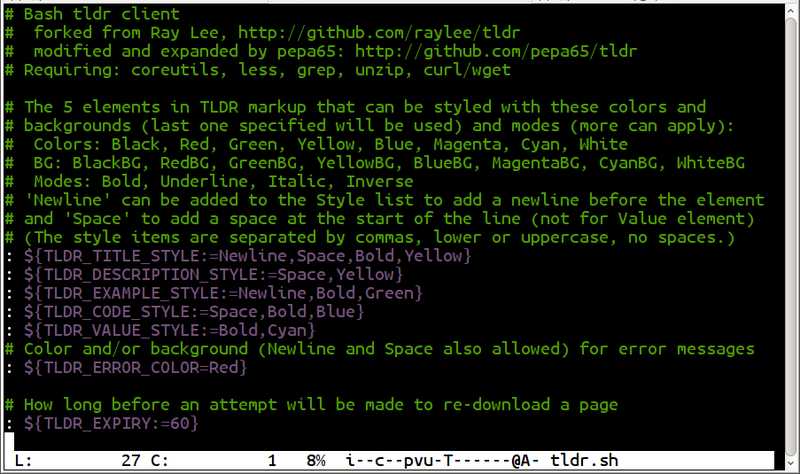 # Bash tldr client
#  forked from Ray Lee, http://github.com/raylee/tldr
#  modified and expanded by pepa65: http://github.com/pepa65/tldr
# Requiring: coreutils, less, grep, unzip, curl/wget
# The 5 elements in TLDR markup that can be styled with these colors and
# backgrounds (last one specified will be used) and modes (more can apply):
#  Colors: Black, Red, Green, Yellow, Blue, Magenta, Cyan, White
#  BG: BlackBG, RedBG, GreenBG, YellowBG, BlueBG, MagentaBG, CyanBG, WhiteBG
#  Modes: Bold, Underline, Italic, Inverse
# 'Newline' can be added to the Style list to add a newline before the element
# and 'Space' to add a space at the start of the line (not for Value element)
# (The style items are separated by commas, lower or uppercase, no spaces.)
: ${TLDR_TITLE_STYLE:=Newline,Space,Bold,Yellow}
: ${TLDR_DESCRIPTION_STYLE:=Space,Yellow}
: ${TLDR_EXAMPLE_STYLE:=Newline,Bold,Green}
: ${TLDR_CODE_STYLE:=Space,Bold,Blue}
: ${TLDR_VALUE_STYLE:=Bold,Cyan}
# Color and/or background (Newline and Space also allowed) for error messages
: ${TLDR_ERROR_COLOR=Red}
# How long before an attempt will be made to re-download a page
: ${TLDR_EXPIRY:=60}
L:        27 C:        1   8%  i--c--pvu-T------@A- tldr.sh